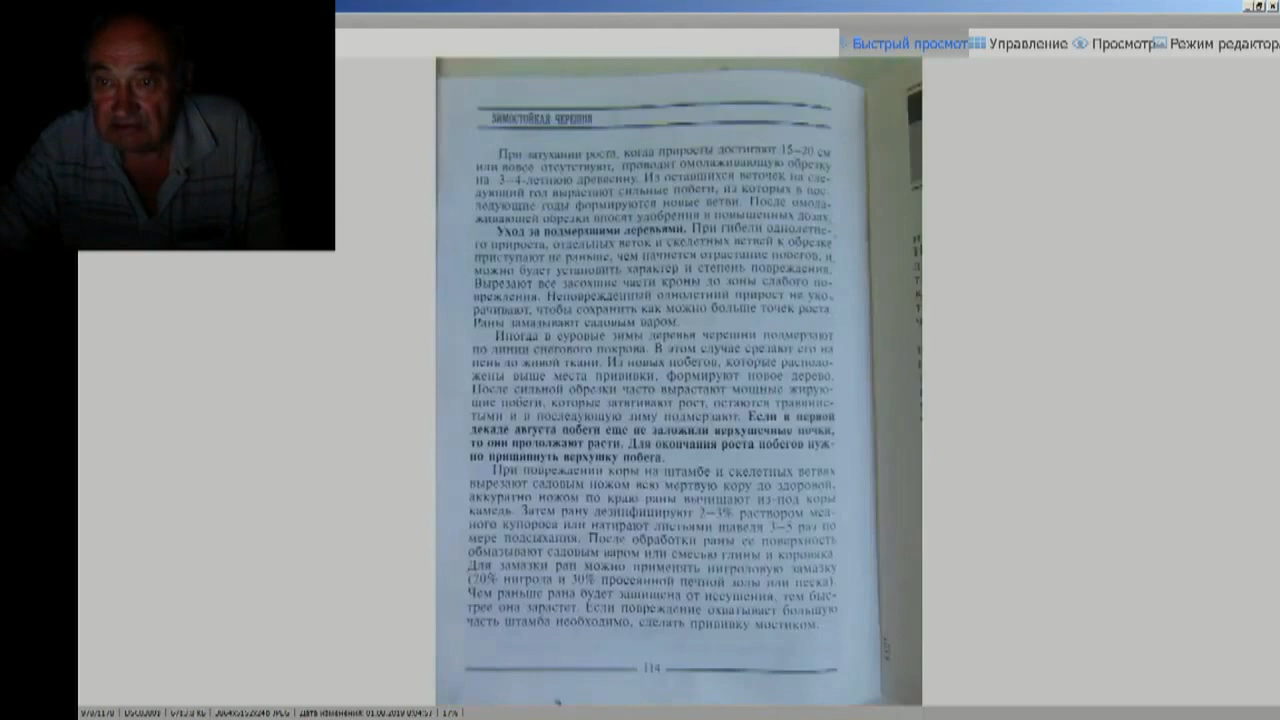 Быстрый просмотр Управление Просмотр Режим редактор
ЗИМОСТОЙКАЯ ЧЕРЕШНЯ
При затухании роста, когда приросты достигают 15—20 см
или вовсе отсутствуют, проводят омолаживающую обрезку
на 3—4-летнюю древесину. Из оставшихся веточек на сле-
дующий год вырастают сильные побеги, из которых в пос-
ледующие годы формируются новые ветви. После омола-
живающей обрезки вносят удобрения в повышенных дозах.
Уход за подмерзшими деревьями. При гибели однолетне-
го прироста, отдельных веток и скелетных ветвей к обрезке
приступают не раньше, чем начнется отрастание побегов, и
можно будет установить характер и степень повреждения.
Вырезают все засохшие части кроны до зоны слабого по-
вреждения. Неповрежденный однолетний прирост не уко-
рачивают, чтобы сохранить как можно больше точек роста.
Раны замазывают садовым варом.
Иногда в суровые зимы деревья черешни подмерзают
по линии снегового покрова. В этом случае срезают его на
пень до живой ткани. Из новых побегов, которые располо-
жены выше места прививки, формируют новое дерево.
После сильной обрезки часто вырастают мощные жирую-
щие побеги, которые затягивают рост, остаются травянис-
тыми и в последующую зиму подмерзают. Если в первой
декаде августа побеги еще не заложили верхушечные почки,
то они продолжают расти. Для окончания роста побегов нуж-
но прищипнуть верхушку побега.
При повреждении коры на штамбе и скелетных ветвях
вырезают садовым ножом всю мертвую кору до здоровой,
аккуратно ножом по краю раны вычищают из-под коры
камедь. Затем рану дезинфицируют 2—3% раствором мед-
ного купороса или натирают листьями щавеля 3—5 раз по
мере подсыхания. После обработки раны ее поверхность
обмазывают садовым варом или смесью глины и коровяка.
Для замазки ран можно применять нигроловую замазку
(70% нигрола и 30% просеянной печной золы или песка).
Чем раньше рана будет защищена от иссушения, тем быс-
трее она зарастет. Если повреждение охватывает большую
часть штамба необходимо, сделать прививку мостиком.
114
Дата изменения: 17%